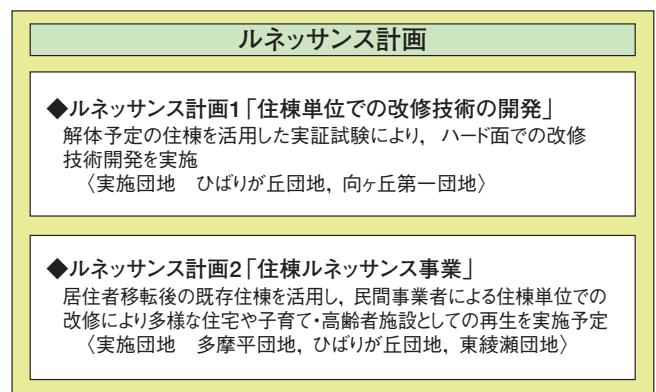 ルネッサンス計画
◆ルネッサンス計画1「住棟単位での改修技術の開発」
解体予定の住棟を活用した実証試験により，ハード面での改修
技術開発を実施
〈実施団地　ひばりが丘団地，向ヶ丘第一団地〉
◆ルネッサンス計画2「住棟ルネッサンス事業」
居住者移転後の既存住棟を活用し，民間事業者による住棟単位での
改修により多様な住宅や子育て・高齢者施設としての再生を実施予定
〈実施団地　多摩平団地，ひばりが丘団地，東綾瀬団地〉